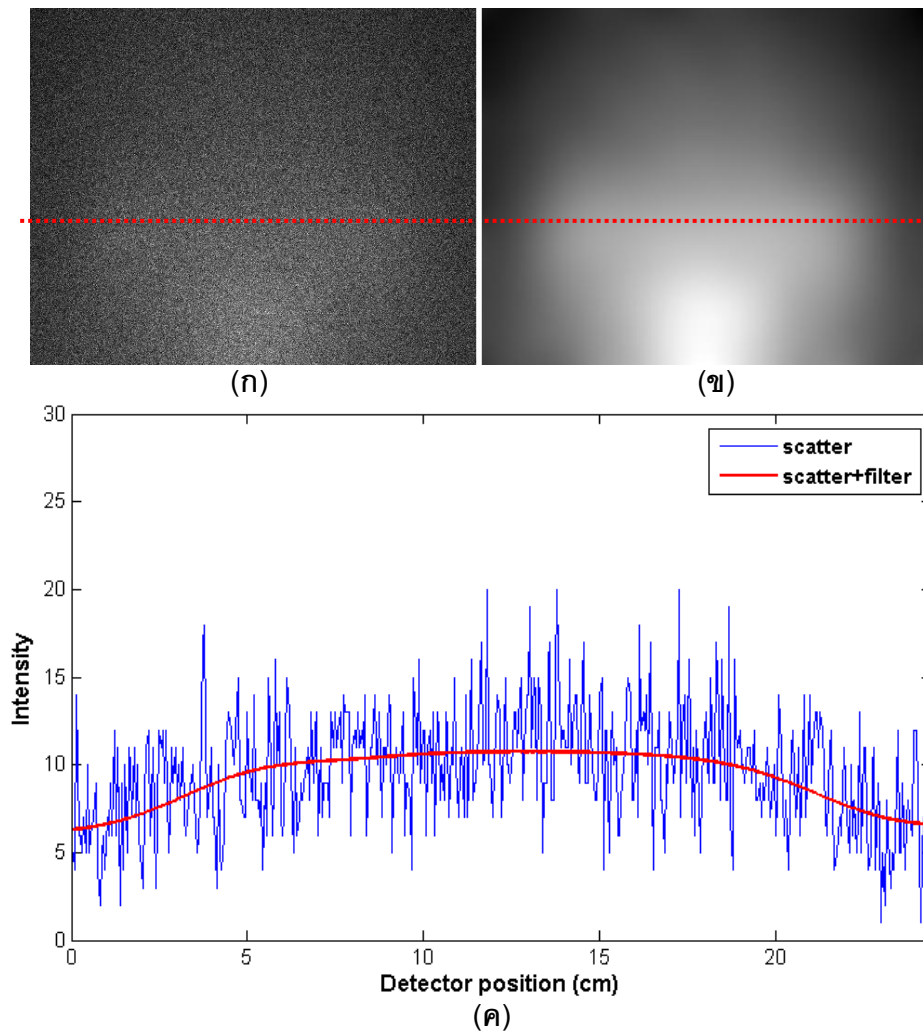 (ก)
(ข)
30
25
20
15
10
5
0
Intensity
scatter
scatter+filter
0 5 10 15 20
Detector position (cm)
(ค)